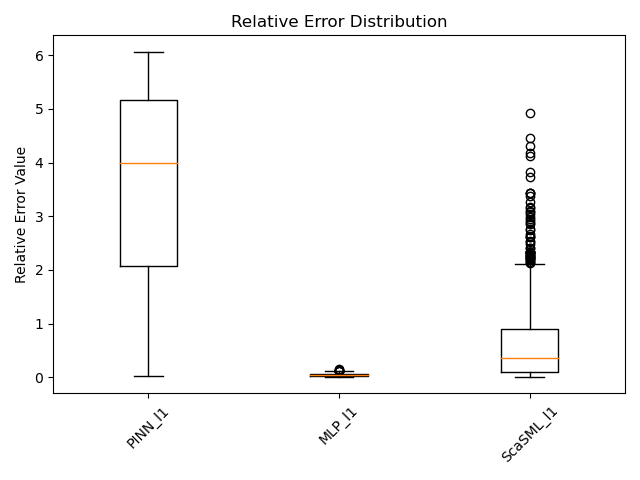 Relative Error Distribution
Relative Error Value
6
5
4
3
2
1
0
PINN_l1
MLP_l1
ScaSML_l1